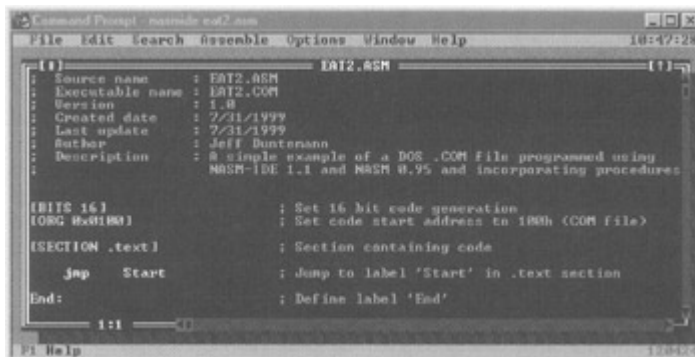 Command Prompt - nasmide eat2.asm
File Edit Search Assemble Options Window Help 10:47:28
[■] EAT2.ASM [↑]
; Source name : EAT2.ASM
; Executable name : EAT2.COM
; Version : 1.0
; Created date : 7/31/1999
; Last update : 7/31/1999
; Author : Jeff Duntemann
; Description : A simple example of a DOS .COM file programmed using
; NASM-IDE 1.1 and NASM 0.95 and incorporating procedures
[BITS 16] ; Set 16 bit code generation
[ORG 0x0100] ; Set code start address to 100h (COM file)
[SECTION .text] ; Section containing code
jmp Start ; Jump to label 'Start' in .text section
End: ; Define label 'End'
1:1
F1 Help